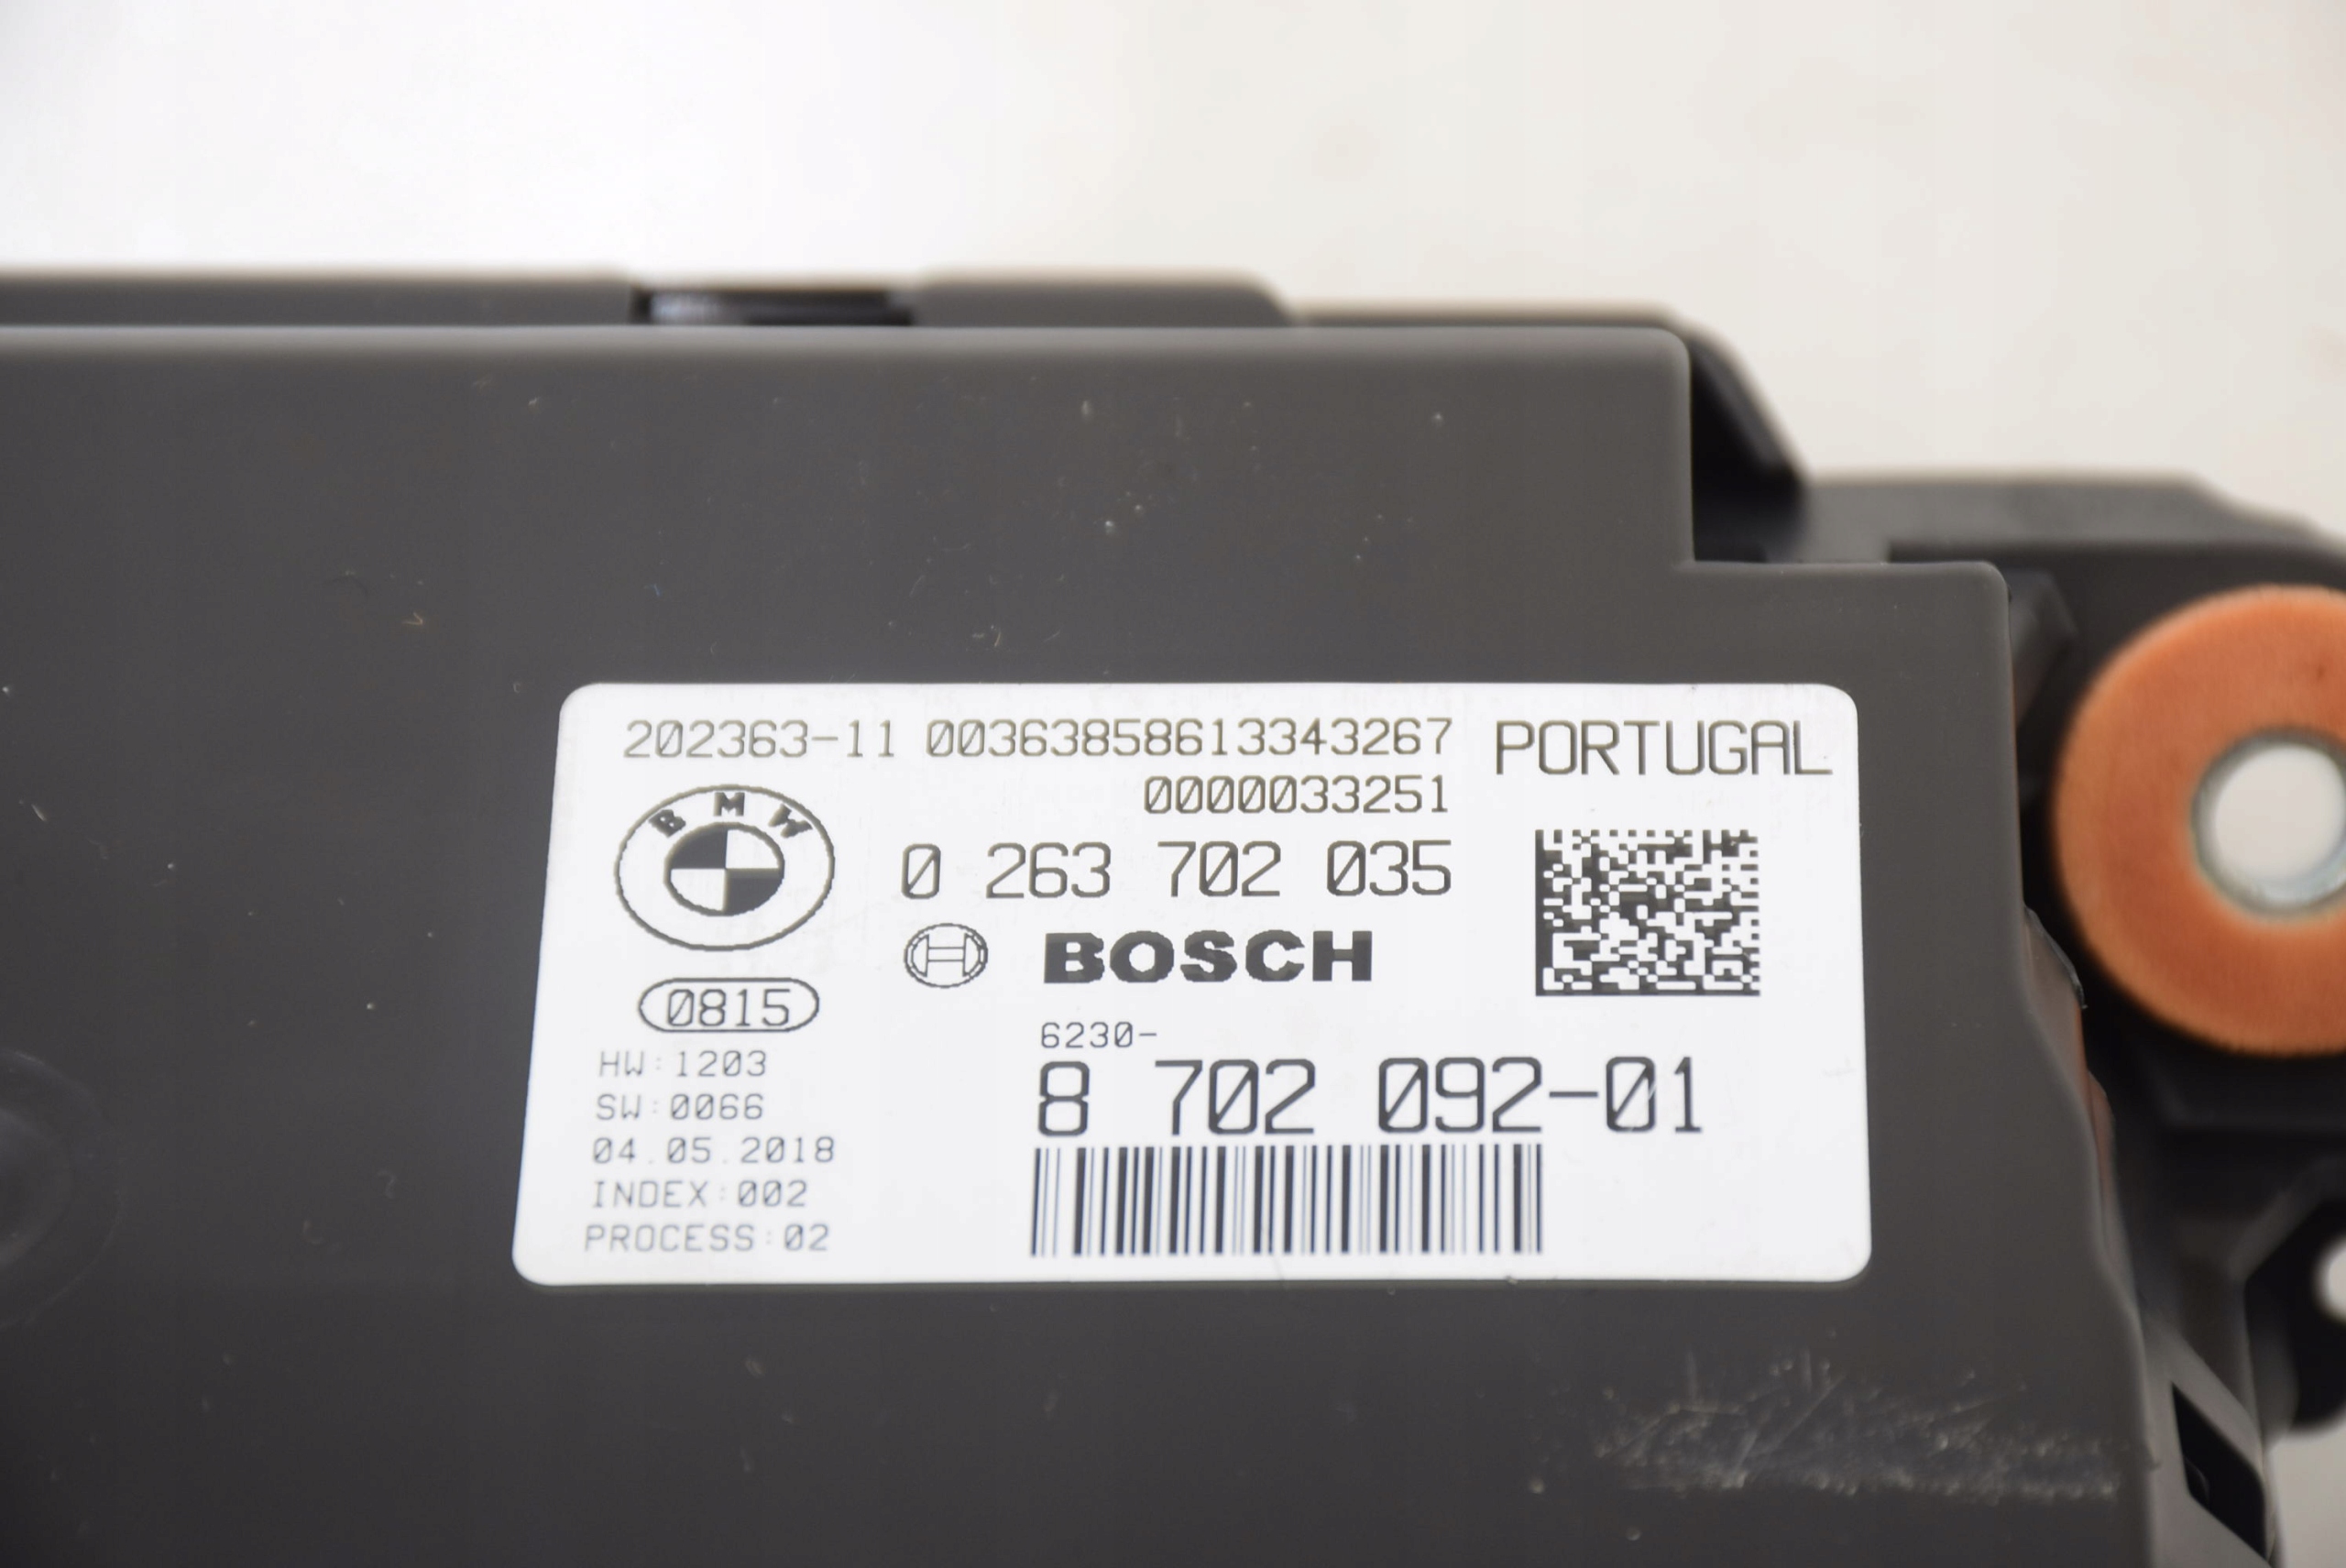 202363-11 00363858613343267 PORTUGAL
0000033251
BMW
0 263 702 035
BOSCH
0815
6230-
8 702 092-01
HW:1203
SW:0066
04.05.2018
INDEX:002
PROCESS:02